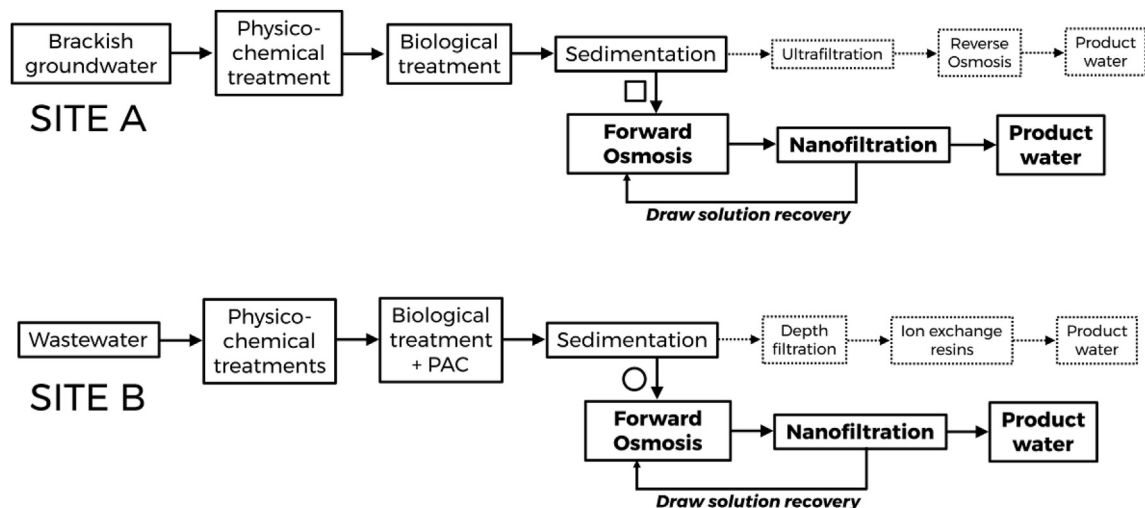 Brackish
groundwater
Physico-
chemical
treatment
Biological
treatment
Sedimentation
Ultrafiltration
Reverse
Osmosis
Product
water
SITE A
Forward
Osmosis
Nanofiltration
Product
water
Draw solution recovery
Wastewater
Physico-
chemical
treatments
Biological
treatment
+ PAC
Sedimentation
Depth
filtration
Ion exchange
resins
Product
water
SITE B
Forward
Osmosis
Nanofiltration
Product
water
Draw solution recovery